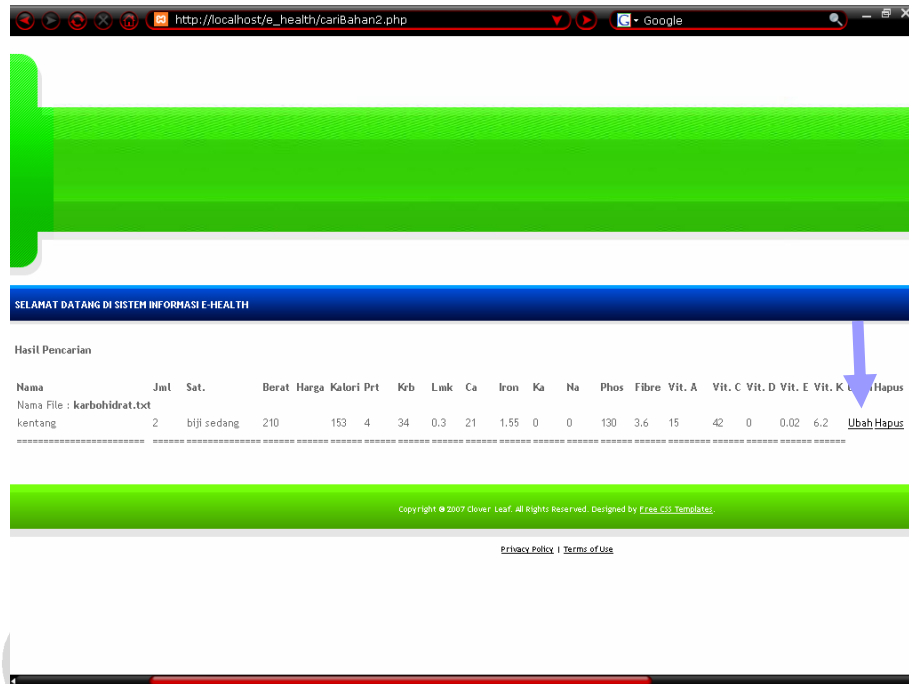 http://localhost/e_health/cariBahan2.php Google
SELAMAT DATANG DI SISTEM INFORMASI E-HEALTH
Hasil Pencarian
Nama Jml Sat. Berat Harga Kalori Prt Krb Lmk Ca Iron Ka Na Phos Fibre Vit. A Vit. C Vit. D Vit. E Vit. K Hapus
Nama File : karbohidrat.txt
kentang 2 biji sedang 210 153 4 34 0.3 21 1.55 0 0 130 3.6 15 42 0 0.02 6.2 Ubah Hapus
Copyright © 2007 Clover Leaf. All Rights Reserved. Designed by Free CSS Templates.
Privacy Policy | Terms of Use